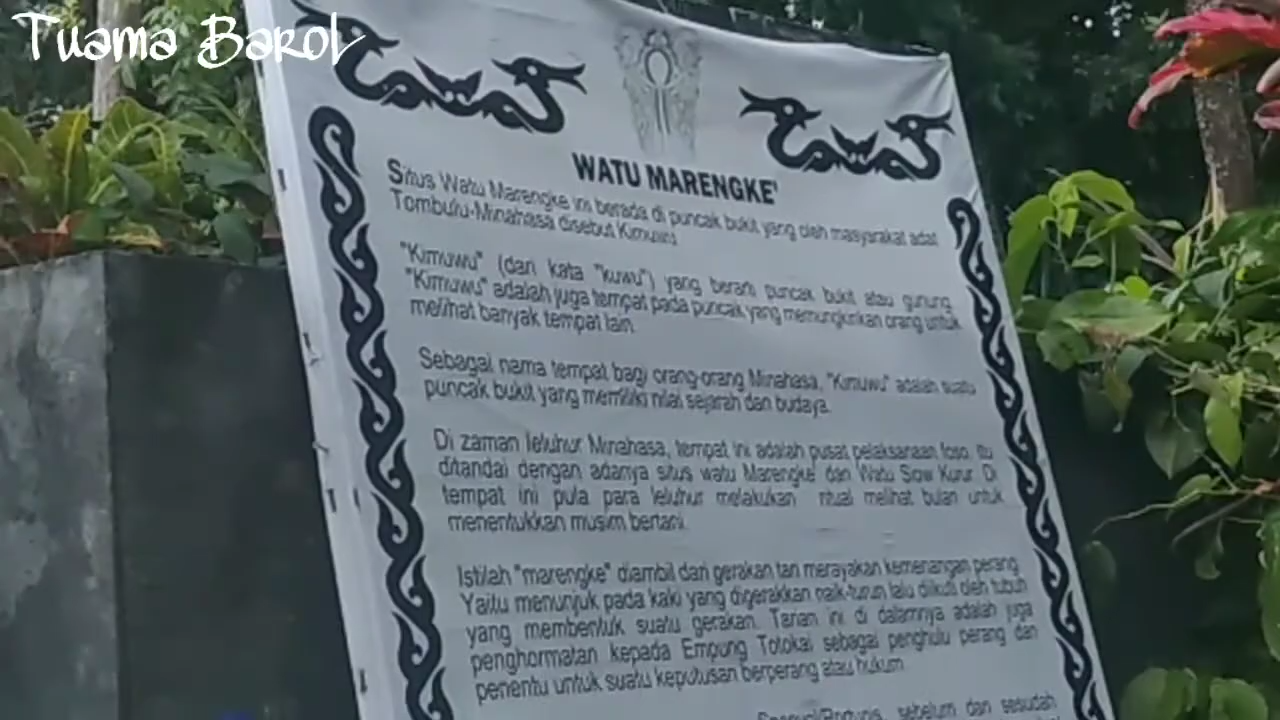 Tuama Barol
WATU MARENGKE'
Situs Watu Marengke ini berada di puncak bukit yang oleh masyarakat adat
Tombulu-Minahasa disebut Kimuwu
"Kimuwu" (dari kata "kuwu") yang berarti puncak bukit atau gunung.
"Kimuwu" adalah juga tempat pada puncak yang memungkinkan orang untuk
melihat banyak tempat lain.
Sebagai nama tempat bagi orang-orang Minahasa, "Kimuwu" adalah suatu
puncak bukit yang memiliki nilai sejarah dan budaya.
Di zaman leluhur Minahasa, tempat ini adalah pusat pelaksanaan foso. Itu
ditandai dengan adanya situs watu Marengke' dan Watu Siow Kurur. Di
tempat ini pula para leluhur melakukan ritual melihat bulan untuk
menentukkan musim bertani.
Istilah "marengke" diambil dari gerakan tari merayakan kemenangan perang.
Yaitu menunjuk pada kaki yang digerakkan naik-turun lalu diikuti oleh tubuh
yang membentuk suatu gerakan. Tarian ini di dalamnya adalah juga
penghormatan kepada Empung Totokai sebagai penghulu perang dan
penentu untuk suatu keputusan berperang atau hukum
sebelum dan sesudah